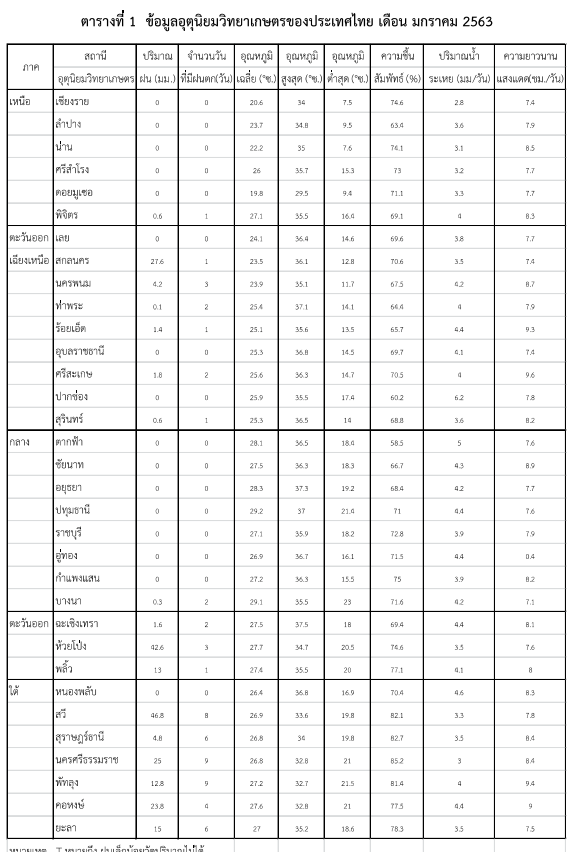 ตารางที่ 1 ข้อมูลอุตุนิยมวิทยาเกษตรของประเทศไทย เดือน มกราคม 2563
ภาค สถานี ปริมาณ จำนวนวัน อุณหภูมิ อุณหภูมิ อุณหภูมิ ความชื้น ปริมาณน้ำ ความยาวนาน
อุตุนิยมวิทยาเกษตร ฝน (มม.) ที่มีฝนตก(วัน) เฉลี่ย (°ซ.) สูงสุด (°ซ.) ต่ำสุด (°ซ.) สัมพัทธ์ (%) ระเหย (มม/วัน) แสงแดด(ชม./วัน)
เหนือ เชียงราย 0 0 20.6 34 7.5 74.6 2.8 7.4
ลำปาง 0 0 23.7 34.8 9.5 63.4 3.6 7.9
น่าน 0 0 22.2 35 7.6 74.1 3.1 8.5
ศรีสำโรง 0 0 26 35.7 15.3 73 3.2 7.7
ดอยมูเซอ 0 0 19.8 29.5 9.4 71.1 3.3 7.7
พิจิตร 0.6 1 27.1 35.5 16.4 69.1 4 8.3
ตะวันออก เลย 0 0 24.1 36.4 14.6 69.6 3.8 7.7
เฉียงเหนือ สกลนคร 27.6 1 23.5 36.1 12.8 70.6 3.5 7.4
นครพนม 4.2 3 23.9 35.1 11.7 67.5 4.2 8.7
ท่าพระ 0.1 2 25.4 37.1 14.1 64.4 4 7.9
ร้อยเอ็ด 1.4 1 25.1 35.6 13.5 65.7 4.4 9.3
อุบลราชธานี 0 0 25.3 36.8 14.5 69.7 4.1 7.4
ศรีสะเกษ 1.8 2 25.6 36.3 14.7 70.5 4 9.6
ปากช่อง 0 0 25.9 35.5 17.4 60.2 6.2 7.8
สุรินทร์ 0.6 1 25.3 36.5 14 68.8 3.6 8.2
กลาง ตากฟ้า 0 0 28.1 36.5 18.4 58.5 5 7.6
ชัยนาท 0 0 27.5 36.3 18.3 66.7 4.3 8.9
อยุธยา 0 0 28.3 37.3 19.2 68.4 4.2 7.7
ปทุมธานี 0 0 29.2 37 21.4 71 4.4 7.6
ราชบุรี 0 0 27.1 35.9 18.2 72.8 3.9 7.9
อู่ทอง 0 0 26.9 36.7 16.1 71.5 4.4 0.4
กำแพงแสน 0 0 27.2 36.3 15.5 75 3.9 8.2
บางนา 0.3 2 29.1 35.5 23 71.6 4.2 7.1
ตะวันออก ฉะเชิงเทรา 1.6 2 27.5 37.5 18 69.4 4.4 8.1
ห้วยโป่ง 42.6 3 27.7 34.7 20.5 74.6 3.5 7.6
พลิ้ว 13 1 27.4 35.5 20 77.1 4.1 8
ใต้ หนองพลับ 0 0 26.4 36.8 16.9 70.4 4.6 8.3
สวี 46.8 8 26.9 33.6 19.8 82.1 3.3 7.8
สุราษฎร์ธานี 4.8 6 26.8 34 19.8 82.7 3.5 8.4
นครศรีธรรมราช 25 9 26.8 32.8 21 85.2 3 8.4
พัทลุง 12.8 9 27.2 32.7 21.5 81.4 4 9.4
คอหงษ์ 23.8 4 27.6 32.8 21 77.5 4.4 9
ยะลา 15 6 27 35.2 18.6 78.3 3.5 7.5
หมายเหตุ T หมายถึง ฝนเล็กน้อยวัดปริมาณไม่ได้